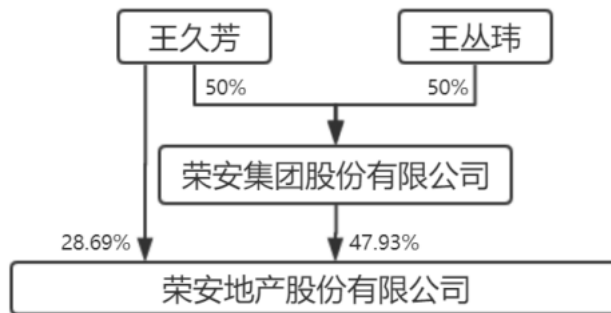 王久芳
王丛玮
50%
50%
荣安集团股份有限公司
28.69%
47.93%
荣安地产股份有限公司